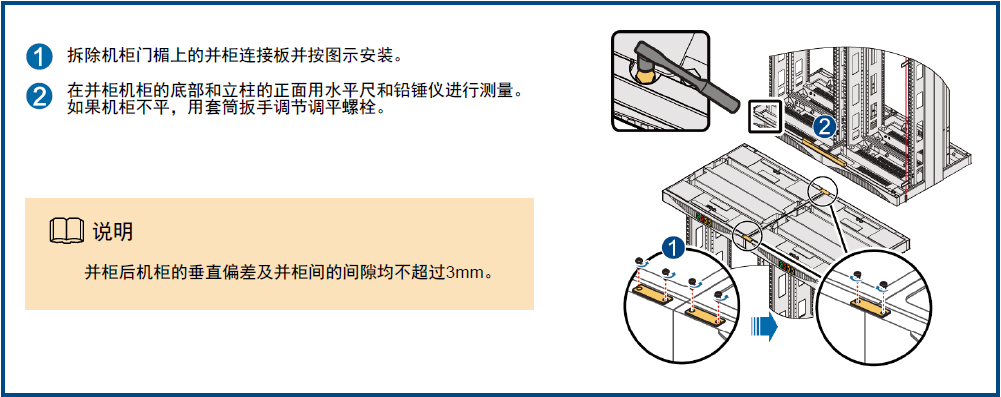 1 拆除机柜门楣上的并柜连接板并按图示安装。
2 在并柜机柜的底部和立柱的正面用水平尺和铅锤仪进行测量。
如果机柜不平，用套筒扳手调节调平螺栓。
说明
并柜后机柜的垂直偏差及并柜间的间隙均不超过3mm。
2
1